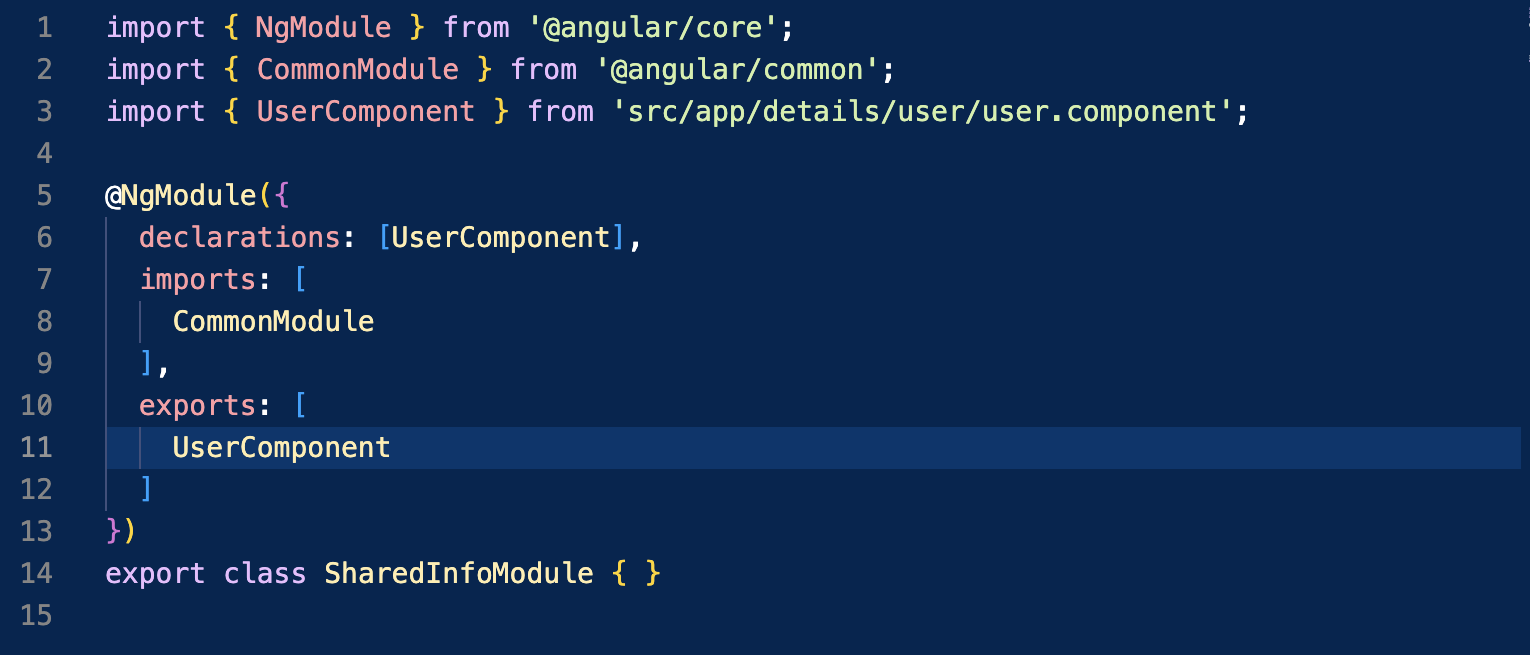 1 import { NgModule } from '@angular/core';
2 import { CommonModule } from '@angular/common';
3 import { UserComponent } from 'src/app/details/user/user.component';
4
5 @NgModule({
6   declarations: [UserComponent],
7   imports: [
8     CommonModule
9   ],
10   exports: [
11     UserComponent
12   ]
13 })
14 export class SharedInfoModule { }
15